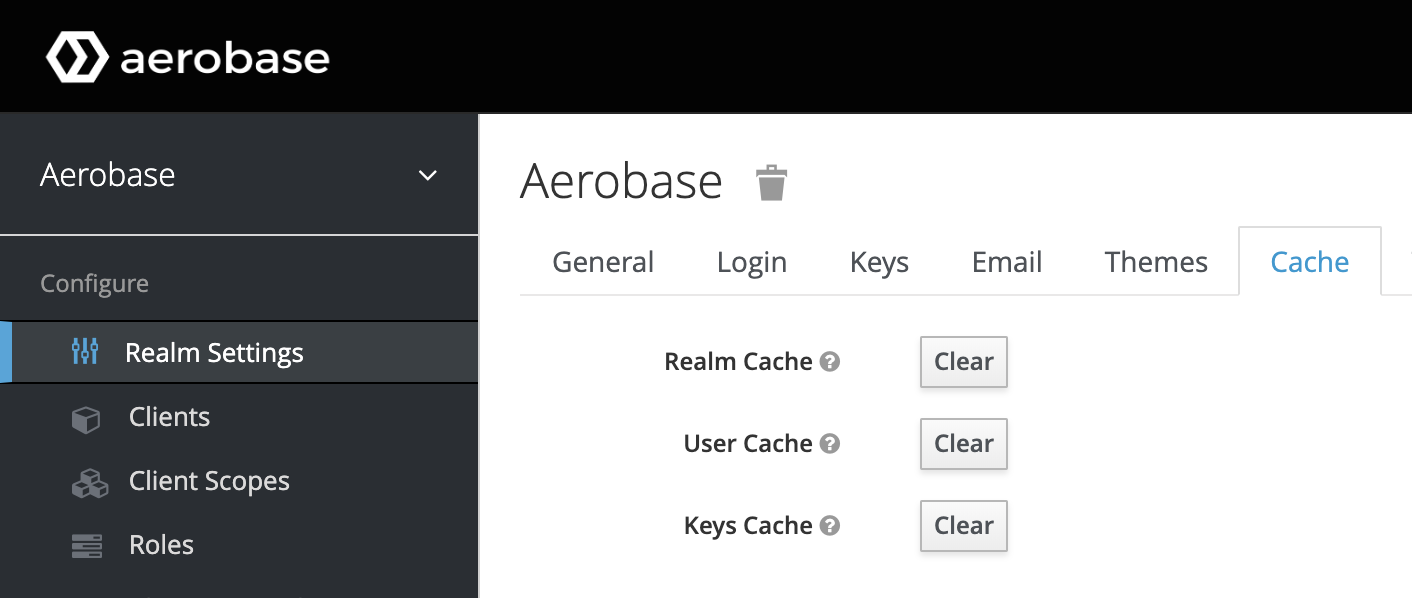 aerobase
Aerobase
Configure
Realm Settings
Clients
Client Scopes
Roles
Aerobase
General Login Keys Email Themes Cache
Realm Cache ? Clear
User Cache ? Clear
Keys Cache ? Clear